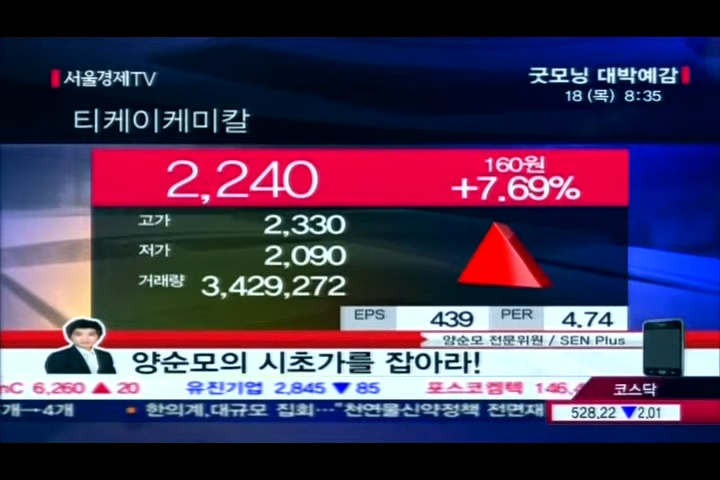 서울경제TV
굿모닝 대박예감
18 (목) 8:35
티케이케미칼
2,240
160원
+7.69%
고가 2,330
저가 2,090
거래량 3,429,272
EPS 439 PER 4.74
양순모 전문위원 / SEN Plus
양순모의 시초가를 잡아라!
mC 6,260 ▲ 20 유진기업 2,845 ▼ 85 포스코켐텍 146,
코스닥
528.22 ▼2.01
개→4개 한의계,대규모 집회…"천연물신약정책 전면재